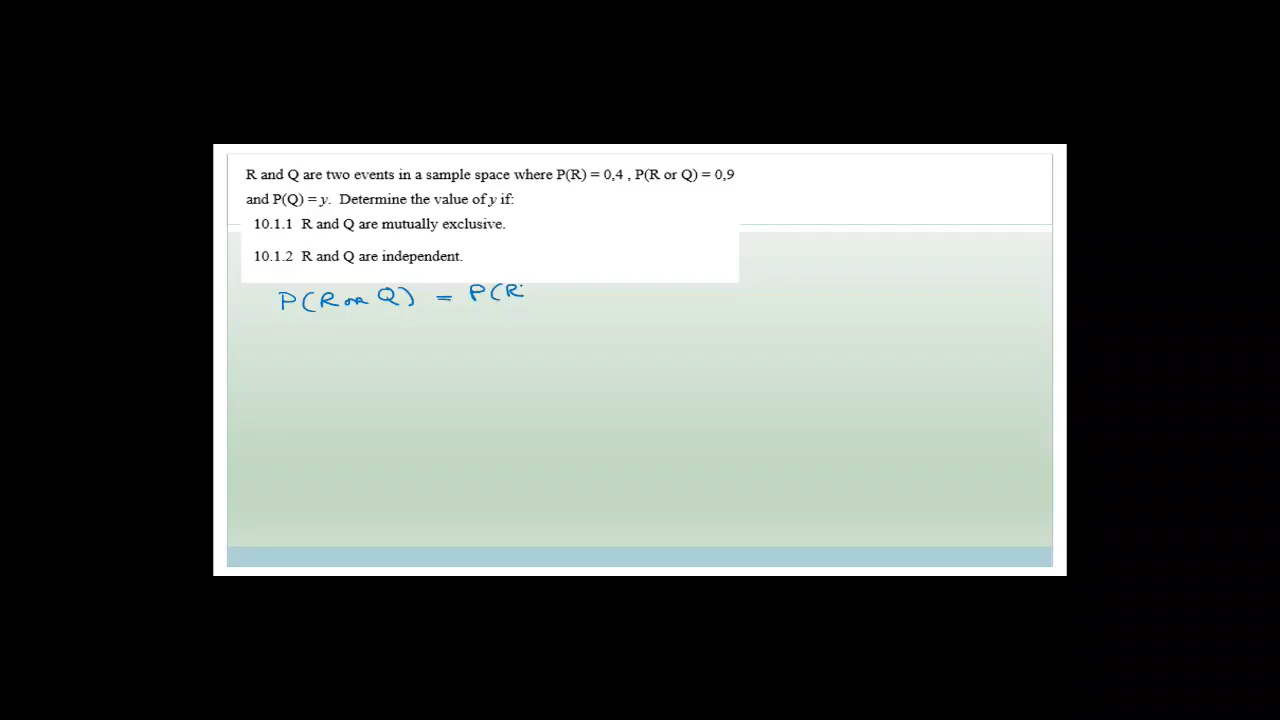 R and Q are two events in a sample space where P(R) = 0,4 , P(R or Q) = 0,9
and P(Q) = y. Determine the value of y if:
10.1.1 R and Q are mutually exclusive.
10.1.2 R and Q are independent.
P(R or Q) = P(R